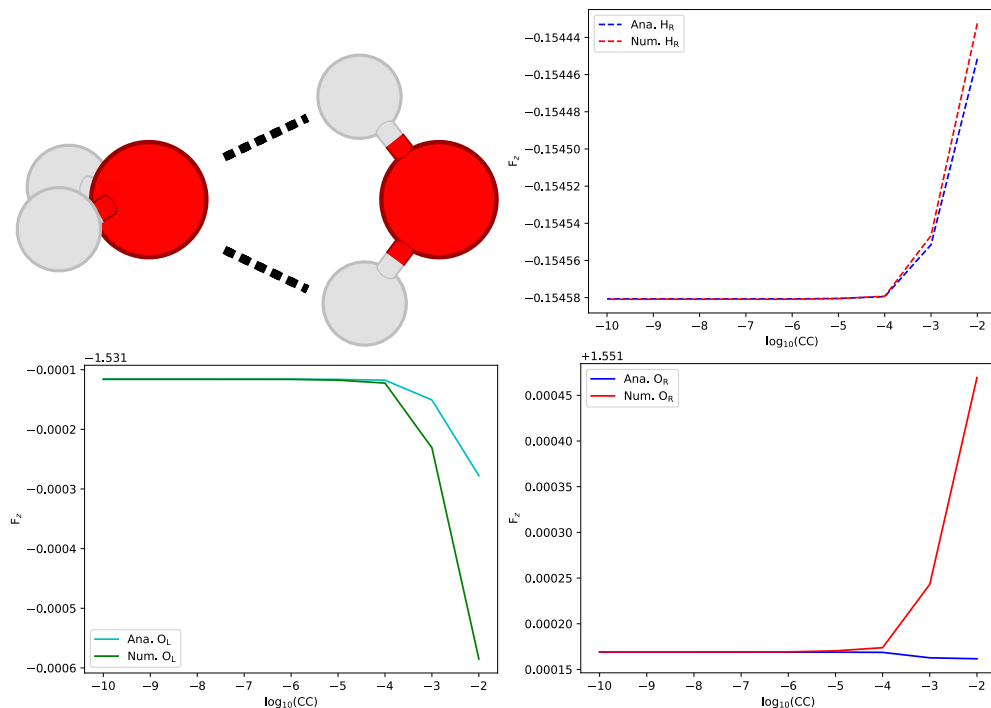 Ana. H_R
Num. H_R
−0.15444
−0.15446
−0.15448
−0.15450
−0.15452
−0.15454
−0.15456
−0.15458
F_z
−10 −9 −8 −7 −6 −5 −4 −3 −2
log₁₀(CC)
−1.531
−0.0001
−0.0002
−0.0003
−0.0004
−0.0005
−0.0006
F_z
Ana. O_L
Num. O_L
−10 −9 −8 −7 −6 −5 −4 −3 −2
log₁₀(CC)
+1.551
Ana. O_R
Num. O_R
0.00045
0.00040
0.00035
0.00030
0.00025
0.00020
0.00015
F_z
−10 −9 −8 −7 −6 −5 −4 −3 −2
log₁₀(CC)